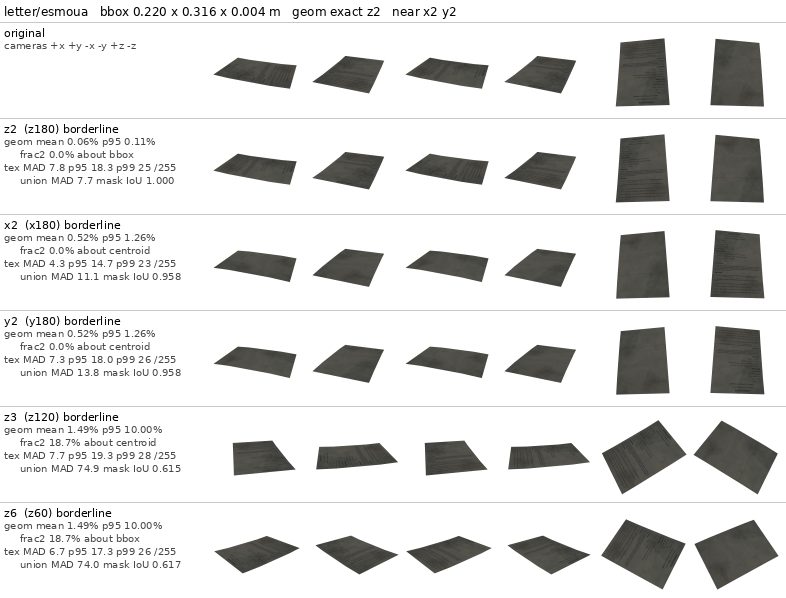 letter/esmoua   bbox 0.220 x 0.316 x 0.004 m   geom exact z2   near x2 y2
original
cameras +x +y -x -y +z -z
z2  (z180) borderline
geom mean 0.06% p95 0.11%
frac2 0.0% about bbox
tex MAD 7.8 p95 18.3 p99 25 /255
union MAD 7.7 mask IoU 1.000
x2  (x180) borderline
geom mean 0.52% p95 1.26%
frac2 0.0% about centroid
tex MAD 4.3 p95 14.7 p99 23 /255
union MAD 11.1 mask IoU 0.958
y2  (y180) borderline
geom mean 0.52% p95 1.26%
frac2 0.0% about centroid
tex MAD 7.3 p95 18.0 p99 26 /255
union MAD 13.8 mask IoU 0.958
z3  (z120) borderline
geom mean 1.49% p95 10.00%
frac2 18.7% about centroid
tex MAD 7.7 p95 19.3 p99 28 /255
union MAD 74.9 mask IoU 0.615
z6  (z60) borderline
geom mean 1.49% p95 10.00%
frac2 18.7% about bbox
tex MAD 6.7 p95 17.3 p99 26 /255
union MAD 74.0 mask IoU 0.617